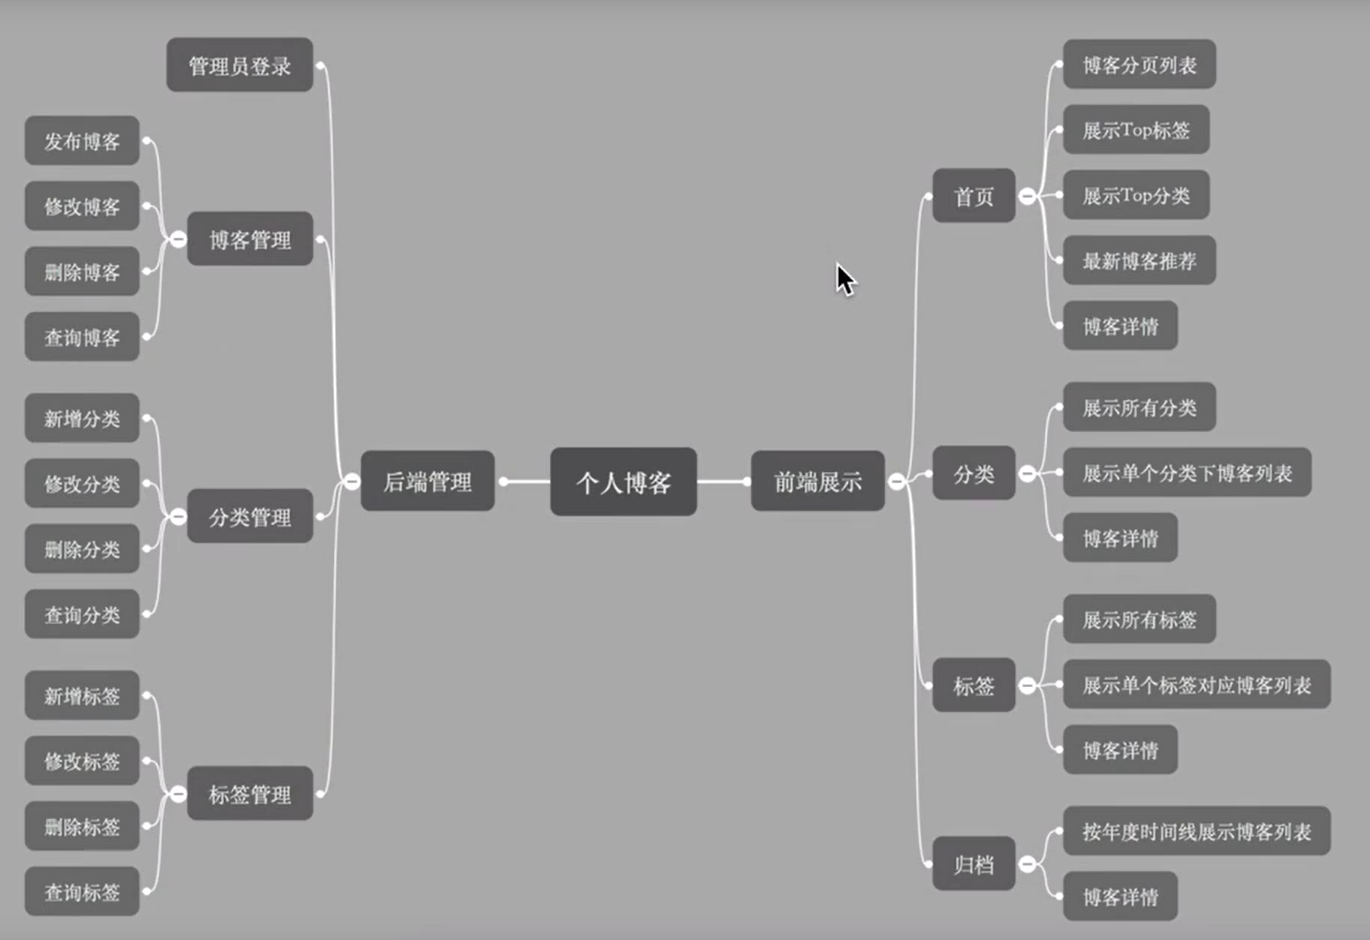 管理员登录
发布博客
修改博客
删除博客
查询博客
博客管理
新增分类
修改分类
删除分类
查询分类
分类管理
新增标签
修改标签
删除标签
查询标签
标签管理
后端管理
个人博客
前端展示
首页
博客分页列表
展示Top标签
展示Top分类
最新博客推荐
博客详情
分类
展示所有分类
展示单个分类下博客列表
博客详情
标签
展示所有标签
展示单个标签对应博客列表
博客详情
归档
按年度时间线展示博客列表
博客详情